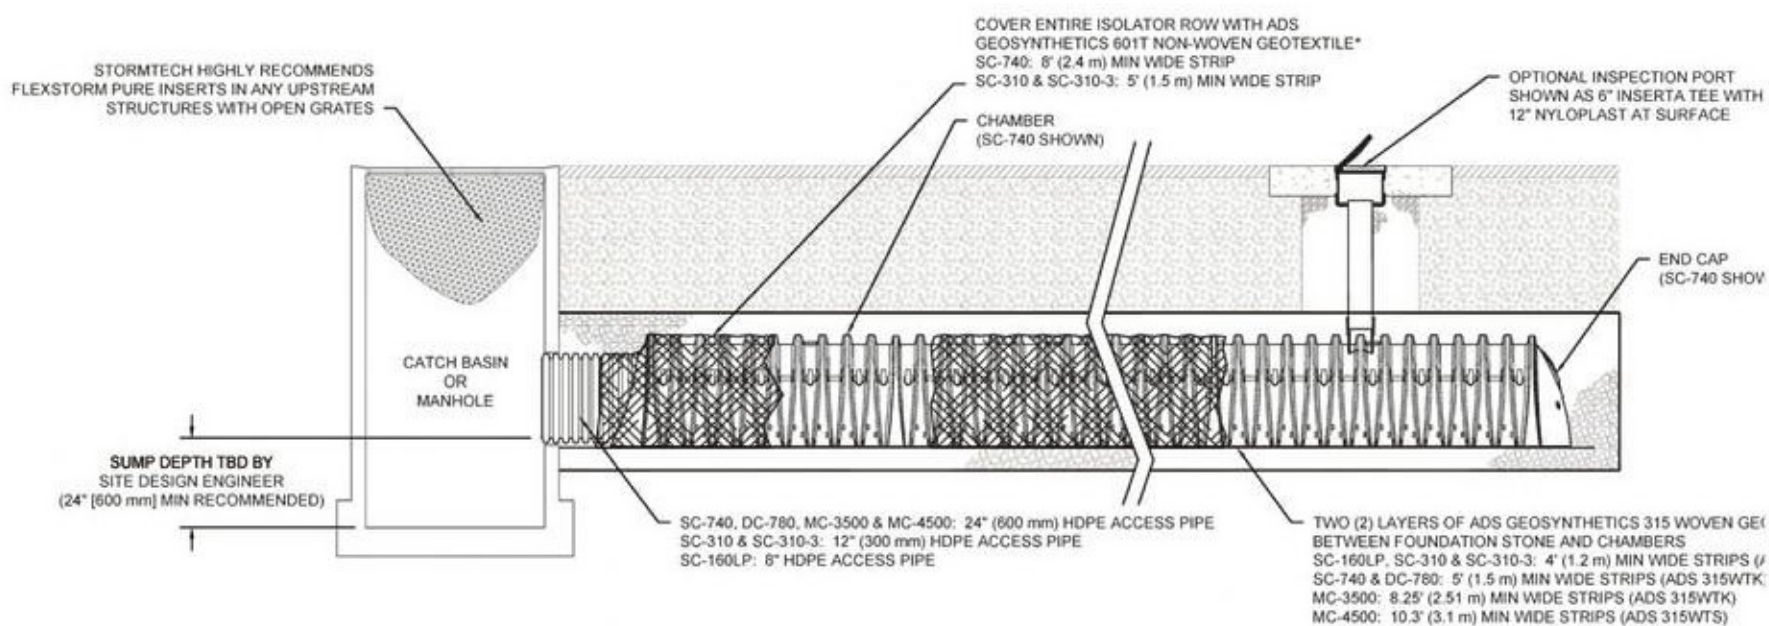 COVER ENTIRE ISOLATOR ROW WITH ADS
GEOSYNTHETICS 601T NON-WOVEN GEOTEXTILE*
SC-740: 8' (2.4 m) MIN WIDE STRIP
SC-310 & SC-310-3: 5' (1.5 m) MIN WIDE STRIP
STORMTECH HIGHLY RECOMMENDS
FLEXSTORM PURE INSERTS IN ANY UPSTREAM
STRUCTURES WITH OPEN GRATES
OPTIONAL INSPECTION PORT
SHOWN AS 6" INSERTA TEE WITH
12" NYLOPLAST AT SURFACE
CHAMBER
(SC-740 SHOWN)
END CAP
(SC-740 SHOW
CATCH BASIN
OR
MANHOLE
SUMP DEPTH TBD BY
SITE DESIGN ENGINEER
(24" [600 mm] MIN RECOMMENDED)
SC-740, DC-780, MC-3500 & MC-4500: 24" (600 mm) HDPE ACCESS PIPE
SC-310 & SC-310-3: 12" (300 mm) HDPE ACCESS PIPE
SC-160LP: 8" HDPE ACCESS PIPE
TWO (2) LAYERS OF ADS GEOSYNTHETICS 315 WOVEN
BETWEEN FOUNDATION STONE AND CHAMBERS
SC-160LP, SC-310 & SC-310-3: 4' (1.2 m) MIN WIDE STRIPS
SC-740 & DC-780: 5' (1.5 m) MIN WIDE STRIPS (ADS 315WTK
MC-3500: 8.25' (2.51 m) MIN WIDE STRIPS (ADS 315WTK)
MC-4500: 10.3' (3.1 m) MIN WIDE STRIPS (ADS 315WTS)